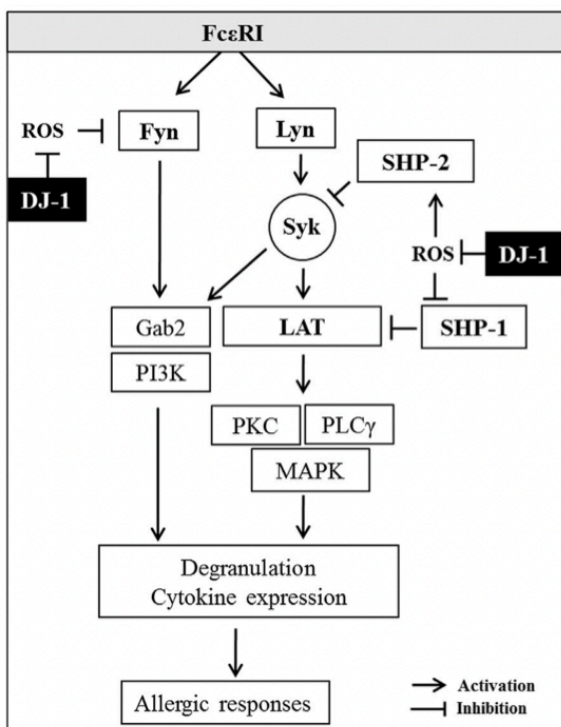 FcεRI
ROS
Fyn
Lyn
DJ-1
SHP-2
Syk
ROS
DJ-1
Gab2
LAT
SHP-1
PI3K
PKC
PLCγ
MAPK
Degranulation
Cytokine expression
Allergic responses
Activation
Inhibition